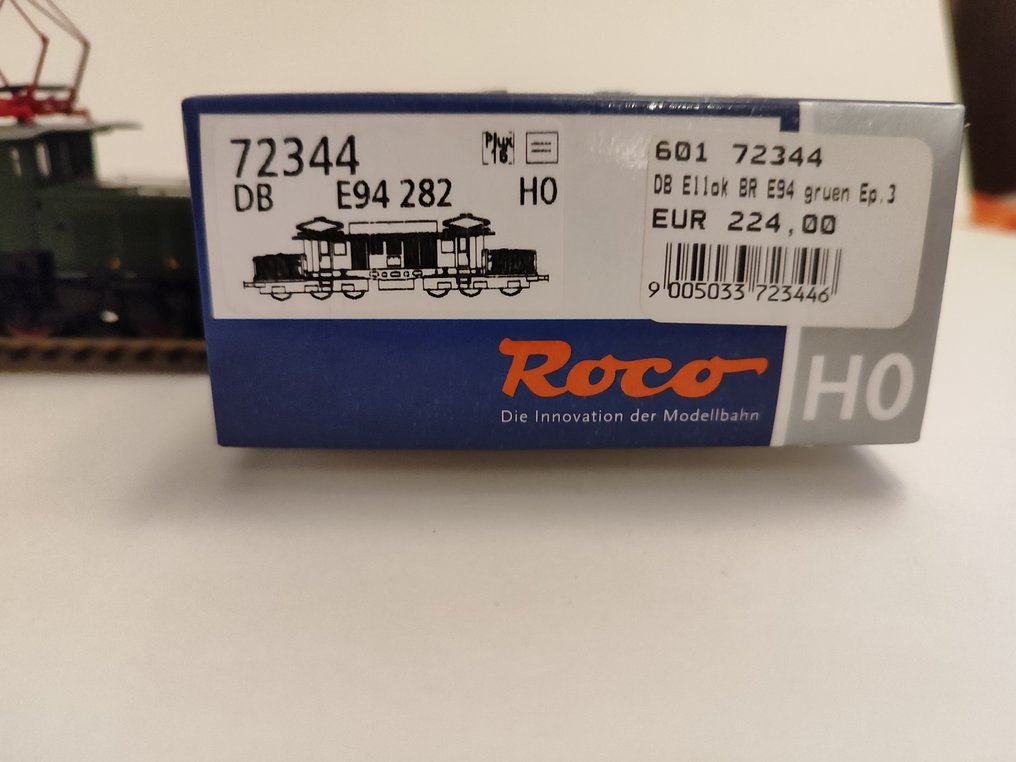 72344
Plux
16
DB E94 282 H0
601 72344
DB Ellok BR E94 gruen Ep.3
EUR 224,00
9 005033 723446
Roco
Die Innovation der Modellbahn
H0